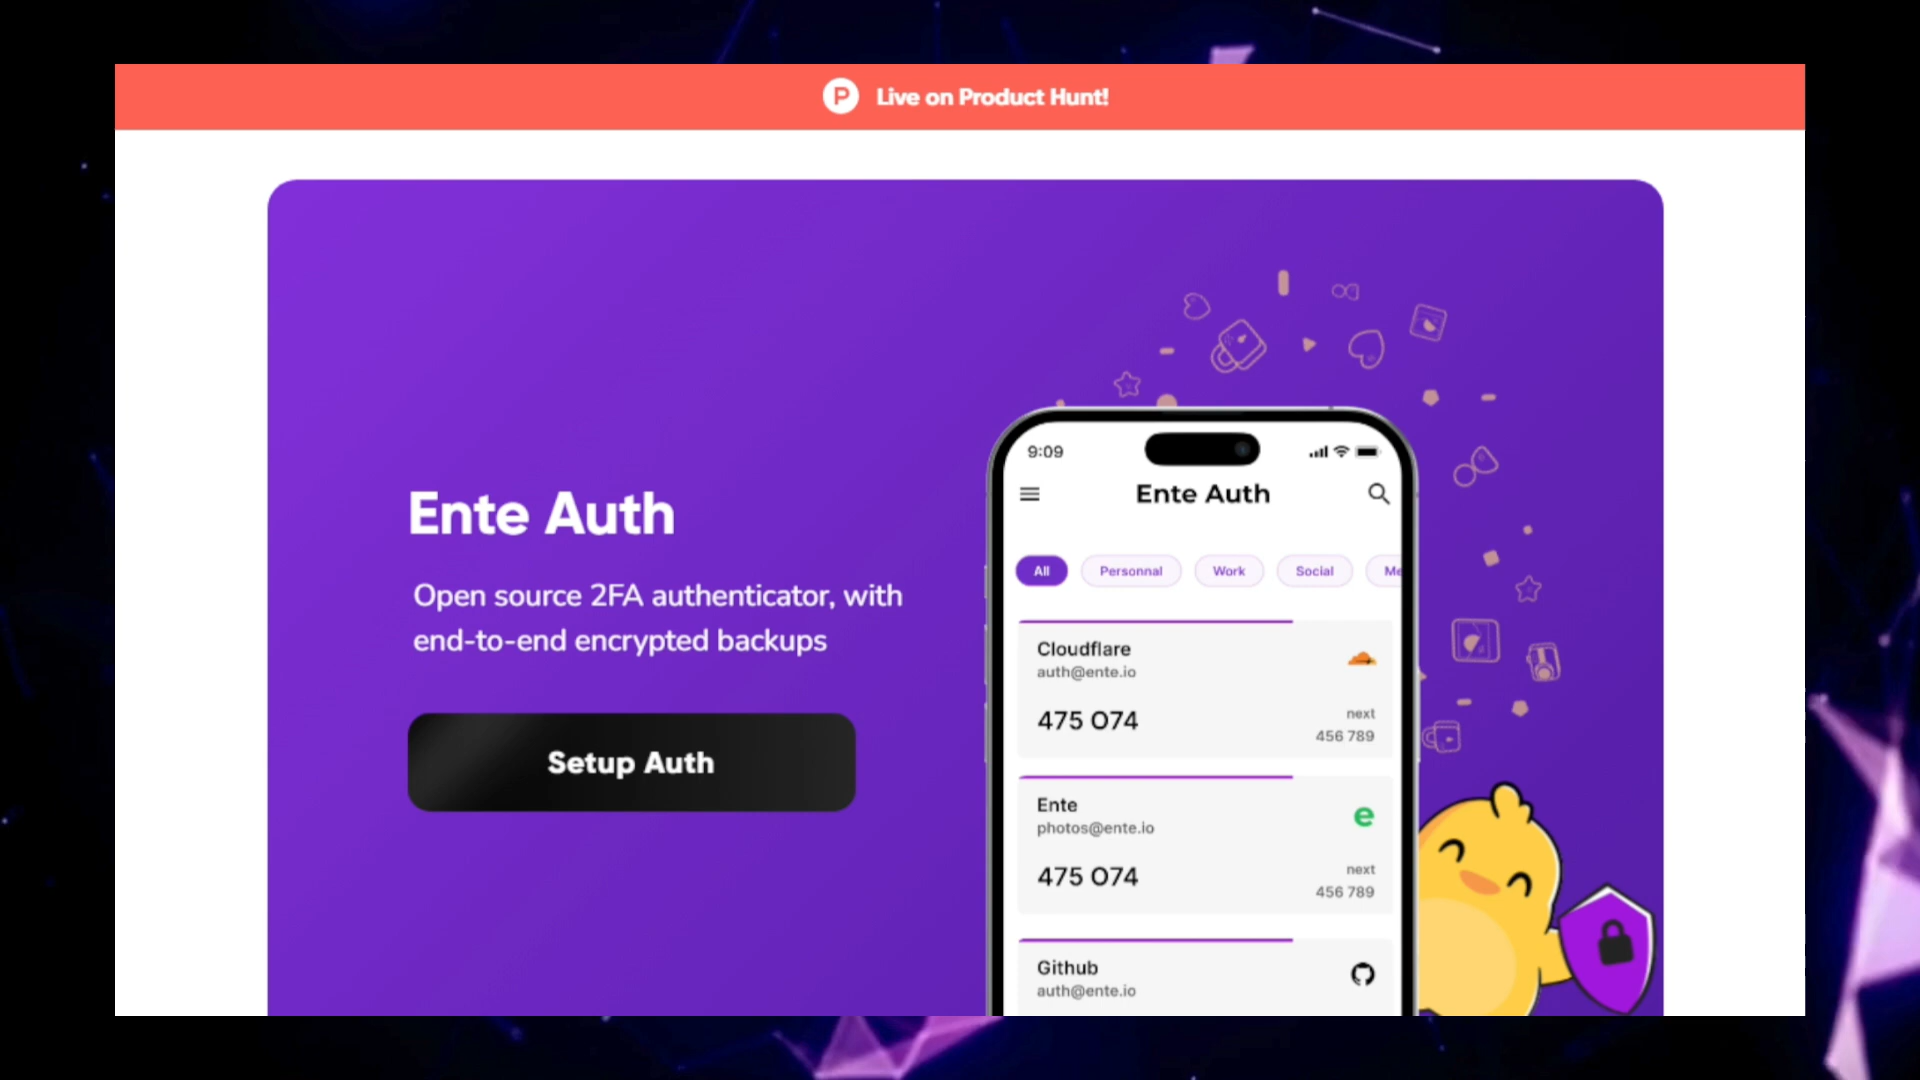 P Live on Product Hunt!
Ente Auth
Open source 2FA authenticator, with
end-to-end encrypted backups
Setup Auth
9:09
Ente Auth
All Personnal Work Social Me
Cloudflare
auth@ente.io
475 074
next
456 789
Ente
photos@ente.io
e
475 074
next
456 789
Github
auth@ente.io